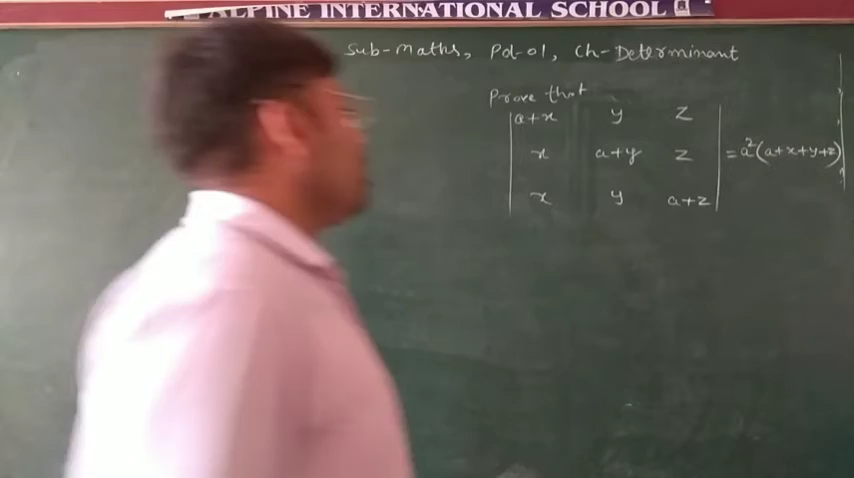 ALPINE INTERNATIONAL SCHOOL
Sub-Maths, Pd-01, Ch-Determinant
Prove that
| a+x y z |
| x a+y z | = a²(a+x+y+z)
| x y a+z |